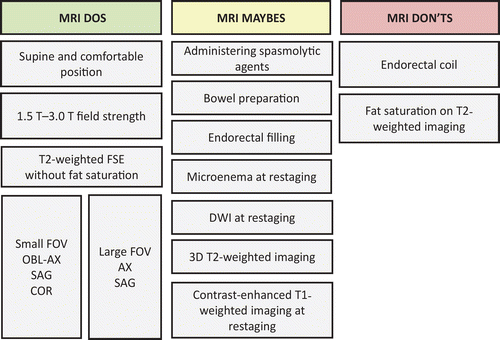 MRI DOS
Supine and comfortable
position
1.5 T–3.0 T field strength
T2-weighted FSE
without fat saturation
Small FOV
OBL-AX
SAG
COR
Large FOV
AX
SAG
MRI MAYBES
Administering spasmolytic
agents
Bowel preparation
Endorectal filling
Microenema at restaging
DWI at restaging
3D T2-weighted imaging
Contrast-enhanced T1-
weighted imaging at
restaging
MRI DON’TS
Endorectal coil
Fat saturation on T2-
weighted imaging